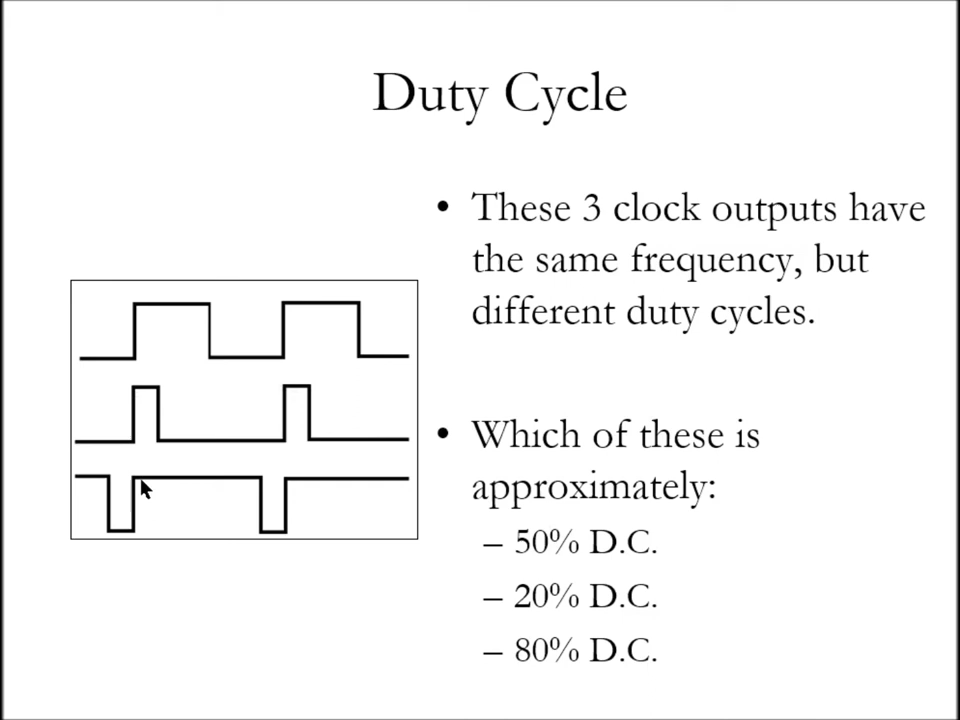 Duty Cycle
• These 3 clock outputs have
the same frequency, but
different duty cycles.
• Which of these is
approximately:
– 50% D.C.
– 20% D.C.
– 80% D.C.